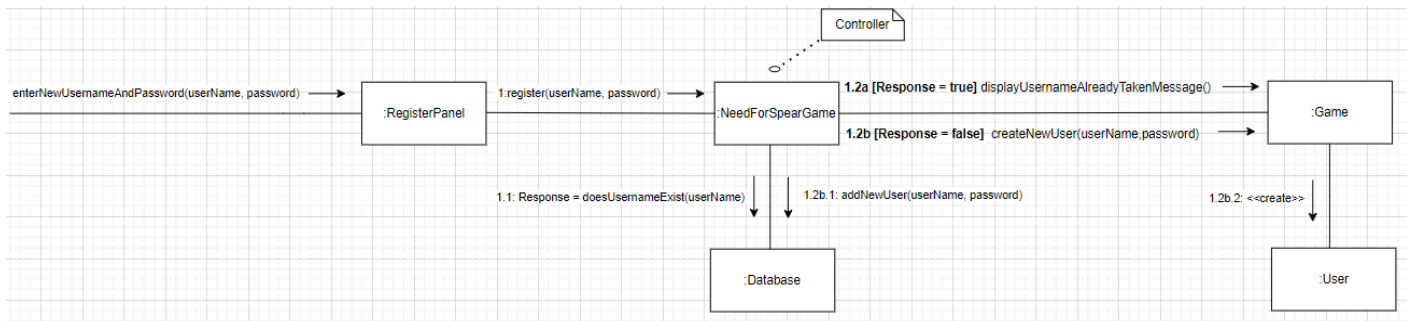 Controller
enterNewUsernameAndPassword(userName, password)
:RegisterPanel
1:register(userName, password)
:NeedForSpearGame
1.2a [Response = true] displayUsernameAlreadyTakenMessage()
1.2b [Response = false] createNewUser(userName,password)
:Game
1.1: Response = doesUsernameExist(userName)
1.2b.1: addNewUser(userName, password)
1.2b.2: <<create>>
:Database
:User